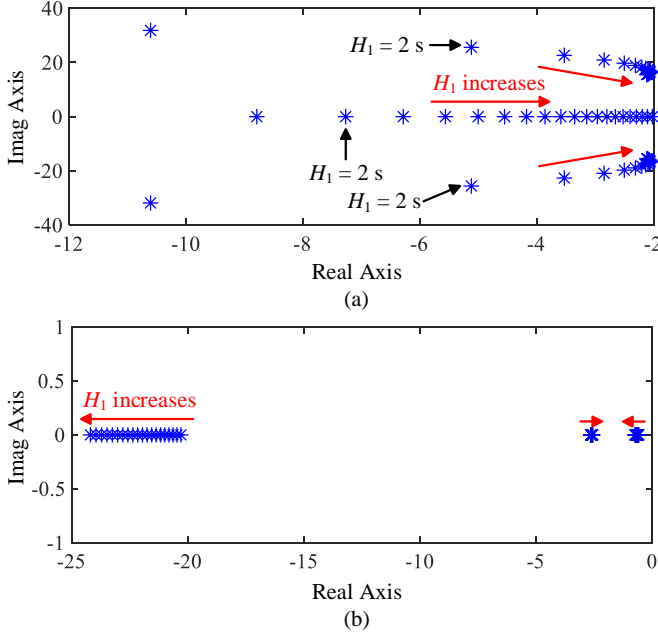 40
20
0
-20
-40
Imag Axis
H₁ = 2 s
H₁ increases
H₁ = 2 s
H₁ = 2 s
-12
-10
-8
-6
-4
-2
Real Axis
(a)
1
0.5
0
-0.5
-1
Imag Axis
H₁ increases
-25
-20
-15
-10
-5
0
Real Axis
(b)